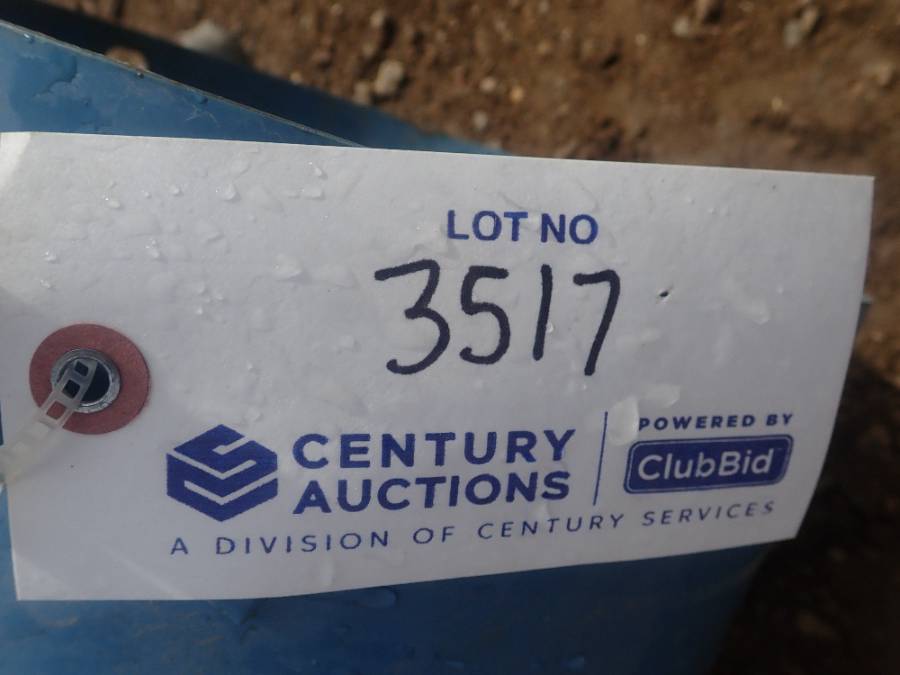 LOT NO
3517
CENTURY
AUCTIONS
POWERED BY
ClubBid
A DIVISION OF CENTURY SERVICES